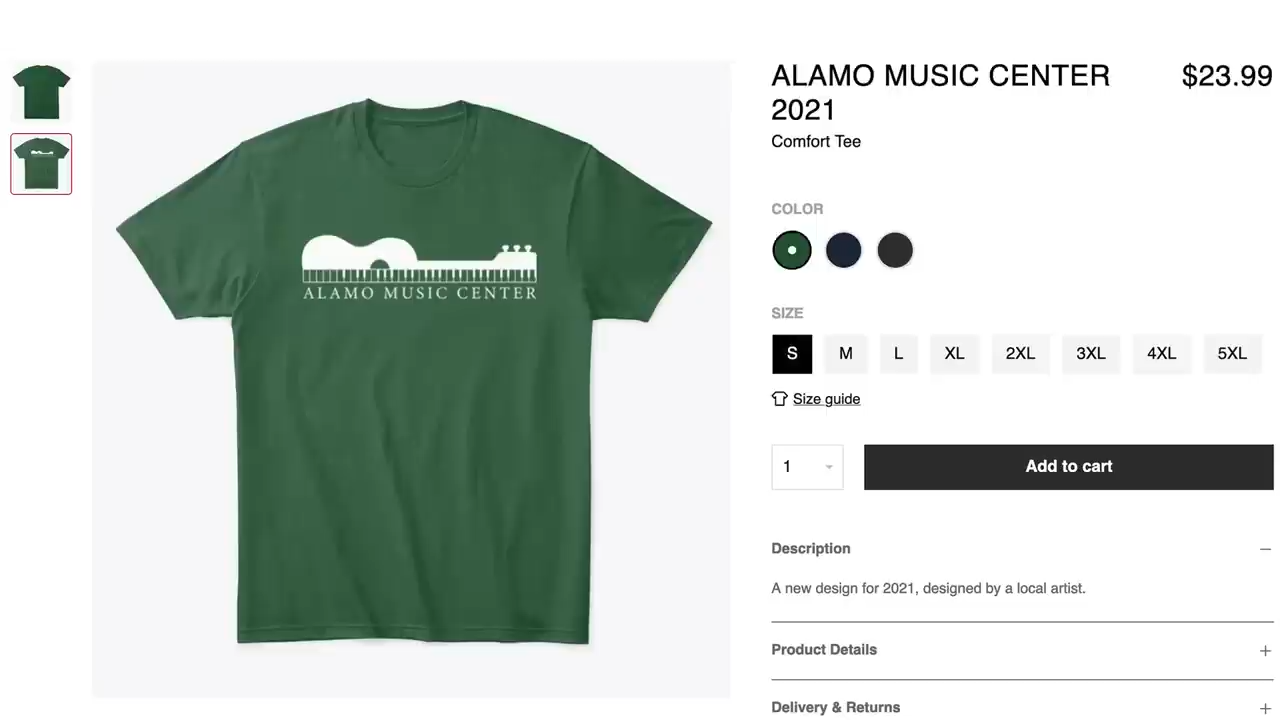 ALAMO MUSIC CENTER
ALAMO MUSIC CENTER $23.99
2021
Comfort Tee
COLOR
SIZE
S M L XL 2XL 3XL 4XL 5XL
Size guide
1 Add to cart
Description
A new design for 2021, designed by a local artist.
Product Details
Delivery & Returns